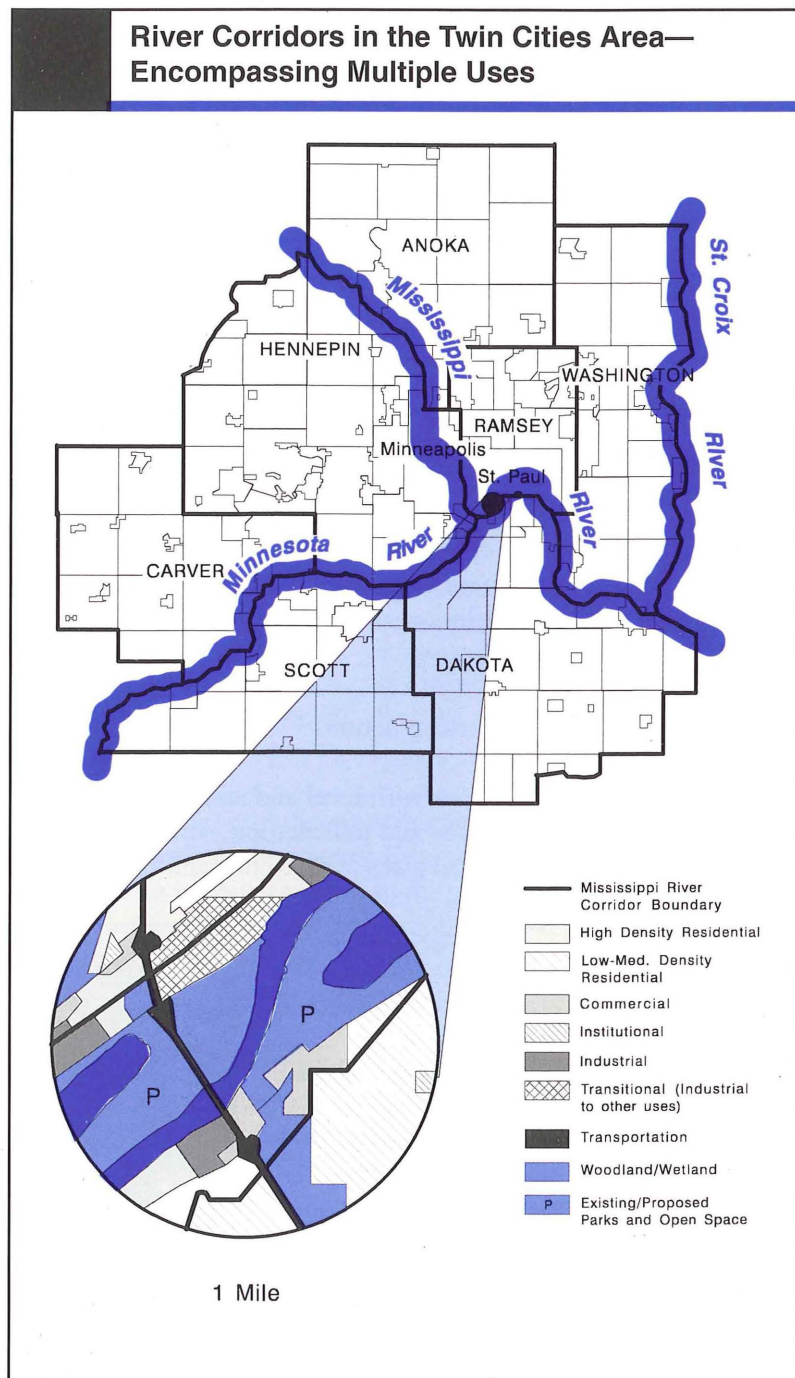 River Corridors in the Twin Cities Area—
Encompassing Multiple Uses
ANOKA
St. Croix
Mississippi
HENNEPIN
WASHINGTON
RAMSEY
Minneapolis
St. Paul
River
River
Minnesota
River
CARVER
SCOTT
DAKOTA
Mississippi River
Corridor Boundary
High Density Residential
Low-Med. Density
Residential
Commercial
Institutional
Industrial
Transitional (Industrial
to other uses)
Transportation
Woodland/Wetland
P
Existing/Proposed
Parks and Open Space
P
P
1 Mile